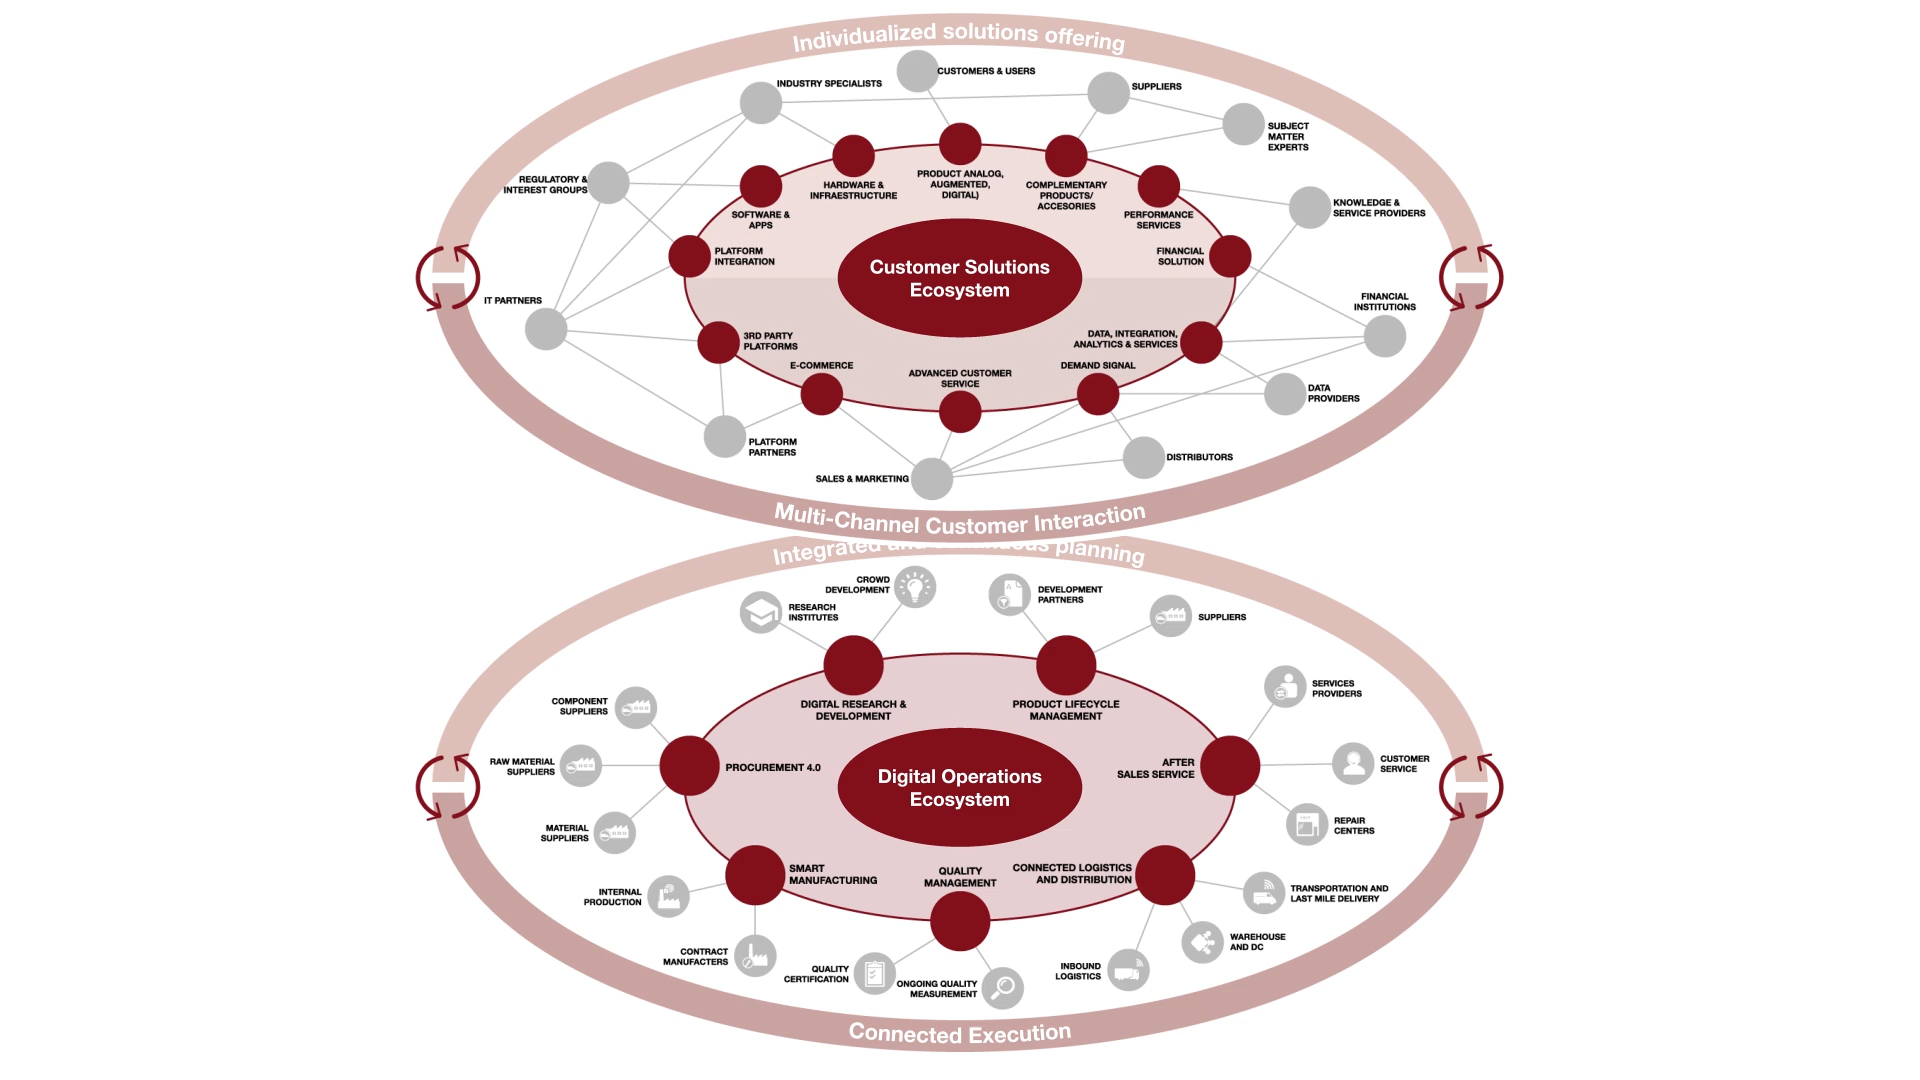 Individualized solutions offering
CUSTOMERS & USERS
INDUSTRY SPECIALISTS
SUPPLIERS
SUBJECT
MATTER
EXPERTS
REGULATORY &
INTEREST GROUPS
HARDWARE &
INFRAESTRUCTURE
PRODUCT ANALOG,
AUGMENTED,
DIGITAL)
COMPLEMENTARY
PRODUCTS/
ACCESORIES
SOFTWARE &
APPS
PERFORMANCE
SERVICES
KNOWLEDGE &
SERVICE PROVIDERS
PLATFORM
INTEGRATION
FINANCIAL
SOLUTION
Customer Solutions
Ecosystem
IT PARTNERS
FINANCIAL
INSTITUTIONS
3RD PARTY
PLATFORMS
DATA, INTEGRATION,
ANALYTICS & SERVICES
E-COMMERCE
ADVANCED CUSTOMER
SERVICE
DEMAND SIGNAL
DATA
PROVIDERS
PLATFORM
PARTNERS
SALES & MARKETING
DISTRIBUTORS
Multi-Channel Customer Interaction
Integrated and continuous planning
CROWD
DEVELOPMENT
DEVELOPMENT
PARTNERS
RESEARCH
INSTITUTES
SUPPLIERS
COMPONENT
SUPPLIERS
DIGITAL RESEARCH &
DEVELOPMENT
PRODUCT LIFECYCLE
MANAGEMENT
SERVICES
PROVIDERS
RAW MATERIAL
SUPPLIERS
PROCUREMENT 4.0
Digital Operations
Ecosystem
AFTER
SALES SERVICE
CUSTOMER
SERVICE
MATERIAL
SUPPLIERS
REPAIR
CENTERS
SMART
MANUFACTURING
QUALITY
MANAGEMENT
CONNECTED LOGISTICS
AND DISTRIBUTION
INTERNAL
PRODUCTION
TRANSPORTATION AND
LAST MILE DELIVERY
CONTRACT
MANUFACTERS
WAREHOUSE
AND DC
QUALITY
CERTIFICATION
ONGOING QUALITY
MEASUREMENT
INBOUND
LOGISTICS
Connected Execution